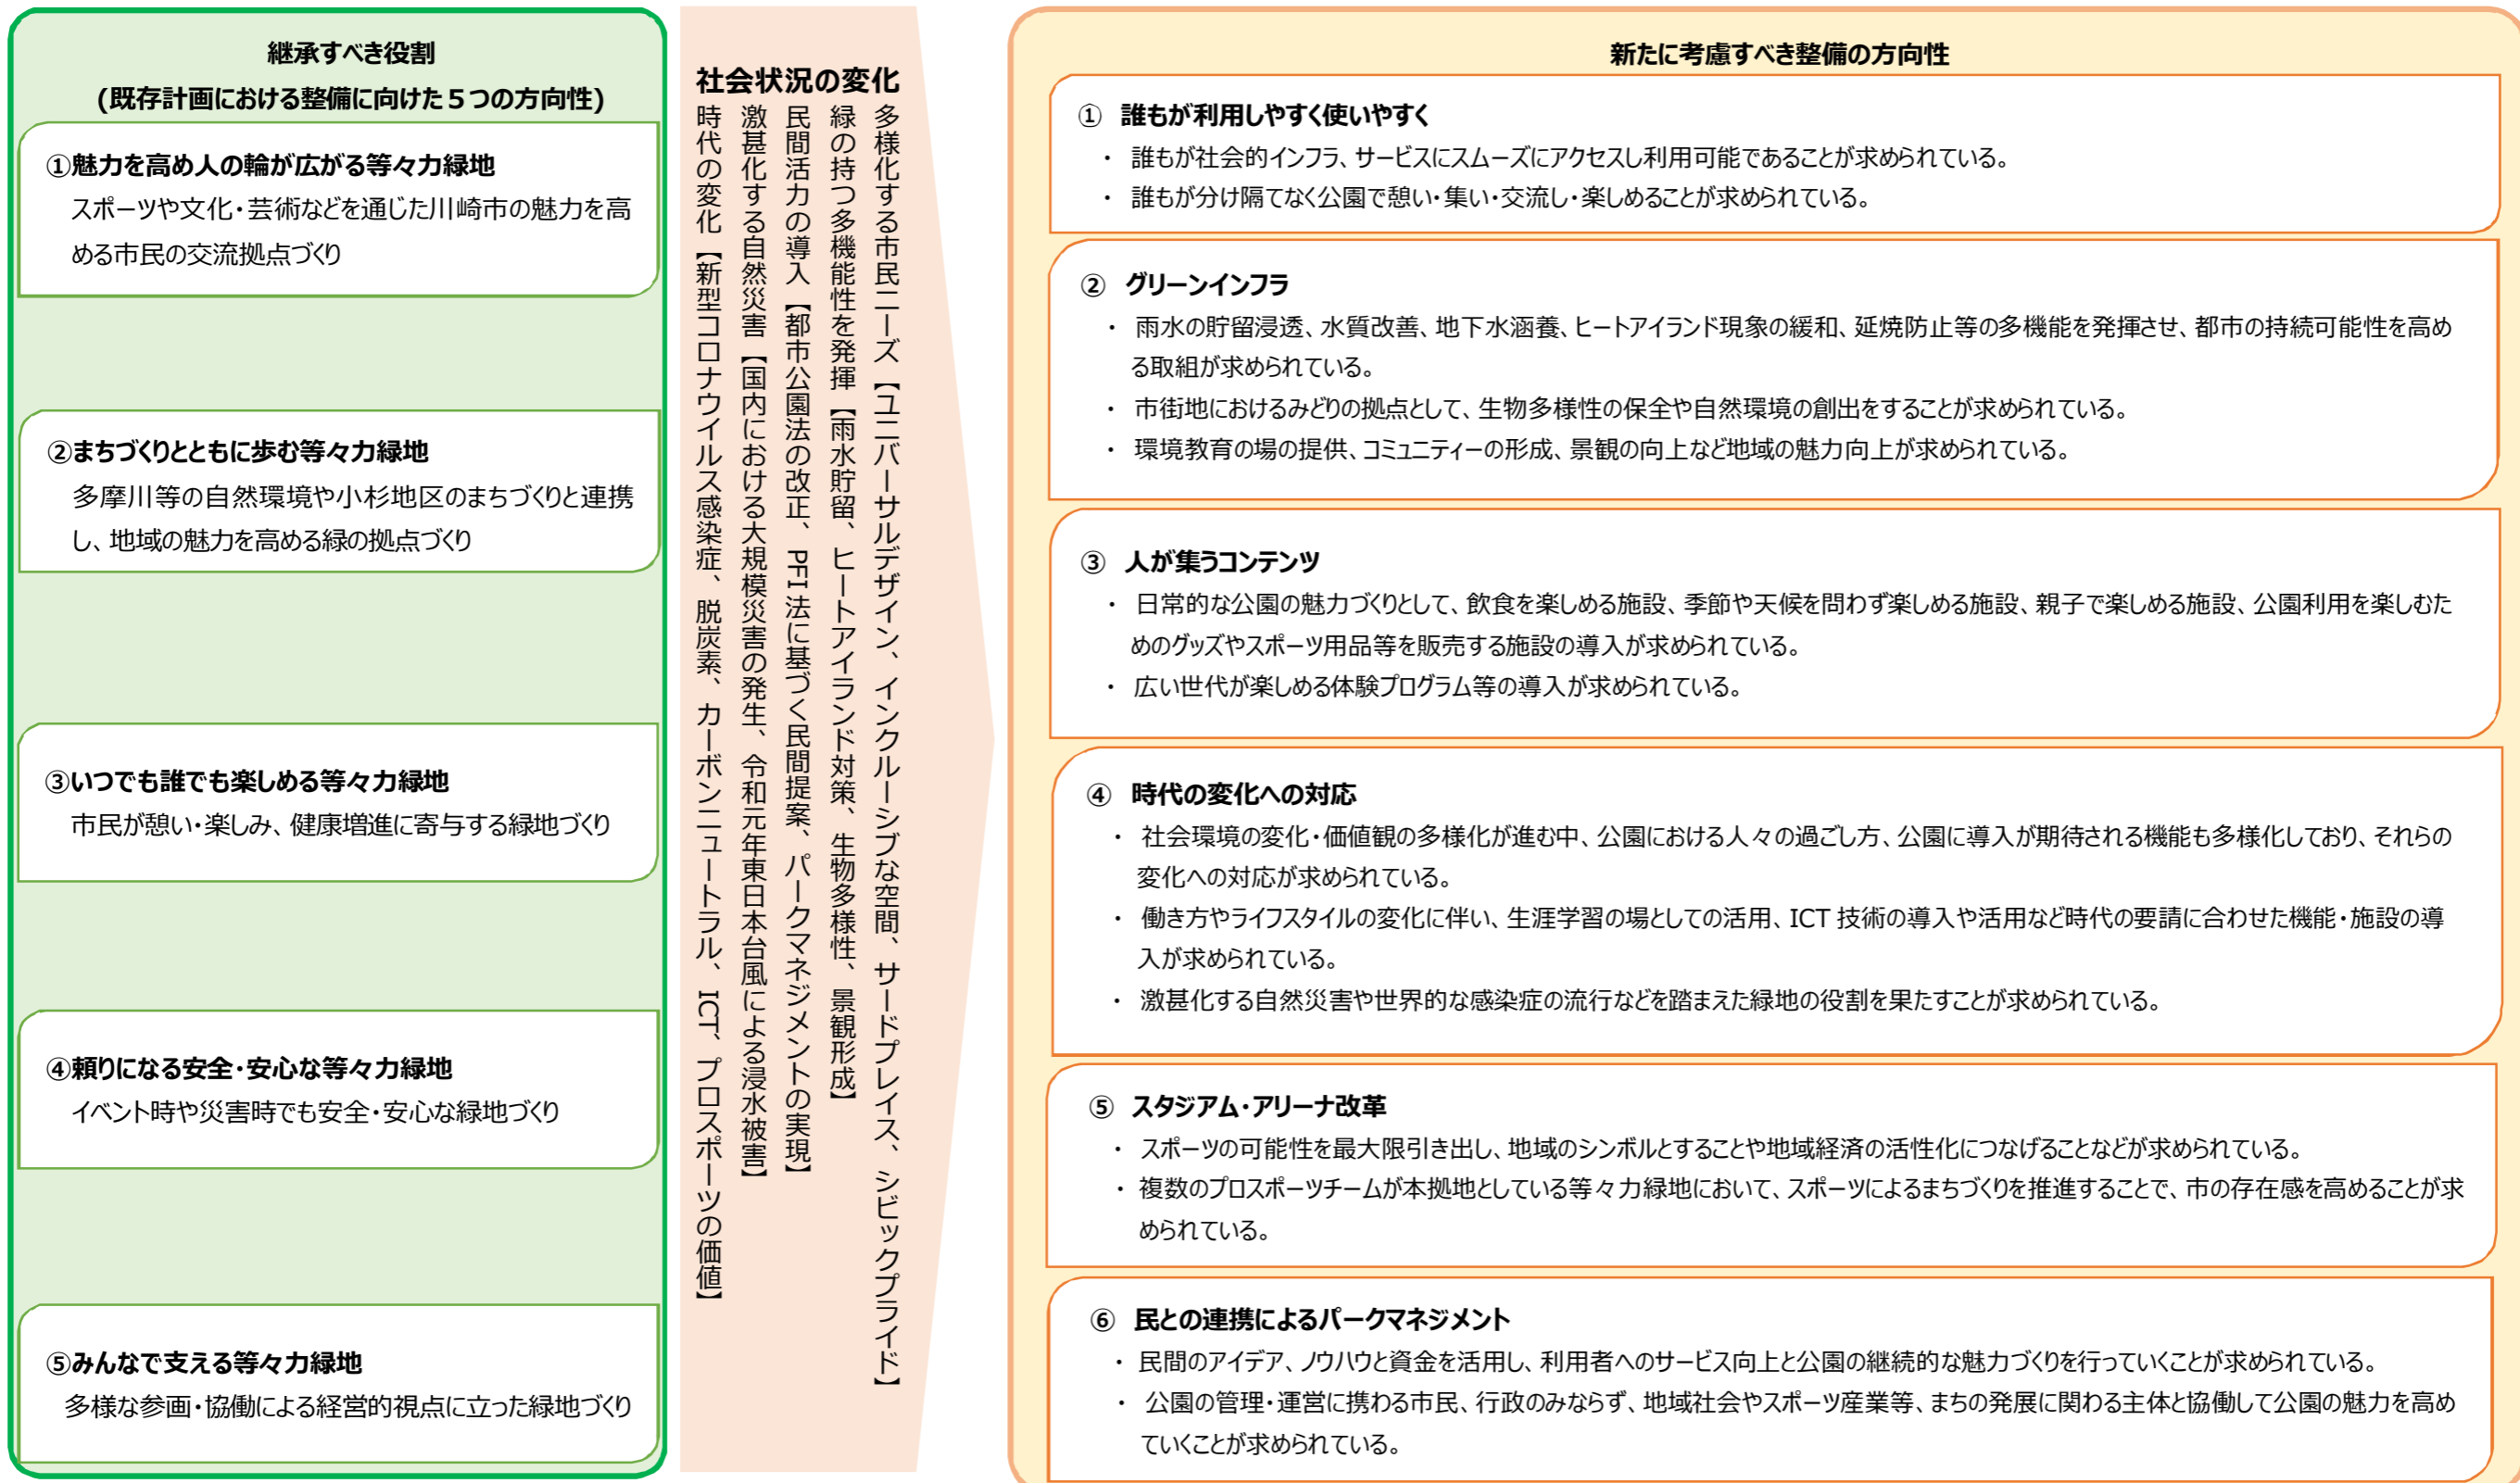 継承すべき役割
(既存計画における整備に向けた５つの方向性)
①魅力を高め人の輪が広がる等々力緑地
スポーツや文化・芸術などを通じた川崎市の魅力を高
める市民の交流拠点づくり
②まちづくりとともに歩む等々力緑地
多摩川等の自然環境や小杉地区のまちづくりと連携
し、地域の魅力を高める緑の拠点づくり
③いつでも誰でも楽しめる等々力緑地
市民が憩い・楽しみ、健康増進に寄与する緑地づくり
④頼りになる安全・安心な等々力緑地
イベント時や災害時でも安全・安心な緑地づくり
⑤みんなで支える等々力緑地
多様な参画・協働による経営的視点に立った緑地づくり
社会状況の変化
多様化する市民ニーズ【ユニバーサルデザイン、インクルーシブな空間、サードプレイス、シビックプライド】
緑の持つ多機能性を発揮【雨水貯留、ヒートアイランド対策、生物多様性、景観形成】
民間活力の導入【都市公園法の改正、PFI法に基づく民間提案、パークマネジメントの実現】
激甚化する自然災害【国内における大規模災害の発生、令和元年東日本台風による浸水被害】
時代の変化【新型コロナウイルス感染症、脱炭素、カーボンニュートラル、ICT、プロスポーツの価値】
新たに考慮すべき整備の方向性
① 誰もが利用しやすく使いやすく
・ 誰もが社会的インフラ、サービスにスムーズにアクセスし利用可能であることが求められている。
・ 誰もが分け隔てなく公園で憩い・集い・交流し・楽しめることが求められている。
② グリーンインフラ
・ 雨水の貯留浸透、水質改善、地下水涵養、ヒートアイランド現象の緩和、延焼防止等の多機能を発揮させ、都市の持続可能性を高め
る取組が求められている。
・ 市街地におけるみどりの拠点として、生物多様性の保全や自然環境の創出をすることが求められている。
・ 環境教育の場の提供、コミュニティーの形成、景観の向上など地域の魅力向上が求められている。
③ 人が集うコンテンツ
・ 日常的な公園の魅力づくりとして、飲食を楽しめる施設、季節や天候を問わず楽しめる施設、親子で楽しめる施設、公園利用を楽しむた
めのグッズやスポーツ用品等を販売する施設の導入が求められている。
・ 広い世代が楽しめる体験プログラム等の導入が求められている。
④ 時代の変化への対応
・ 社会環境の変化・価値観の多様化が進む中、公園における人々の過ごし方、公園に導入が期待される機能も多様化しており、それらの
変化への対応が求められている。
・ 働き方やライフスタイルの変化に伴い、生涯学習の場としての活用、ICT 技術の導入や活用など時代の要請に合わせた機能・施設の導
入が求められている。
・ 激甚化する自然災害や世界的な感染症の流行などを踏まえた緑地の役割を果たすことが求められている。
⑤ スタジアム・アリーナ改革
・ スポーツの可能性を最大限引き出し、地域のシンボルとすることや地域経済の活性化につなげることなどが求められている。
・ 複数のプロスポーツチームが本拠地としている等々力緑地において、スポーツによるまちづくりを推進することで、市の存在感を高めることが求
められている。
⑥ 民との連携によるパークマネジメント
・ 民間のアイデア、ノウハウと資金を活用し、利用者へのサービス向上と公園の継続的な魅力づくりを行っていくことが求められている。
・ 公園の管理・運営に携わる市民、行政のみならず、地域社会やスポーツ産業等、まちの発展に関わる主体と協働して公園の魅力を高め
ていくことが求められている。